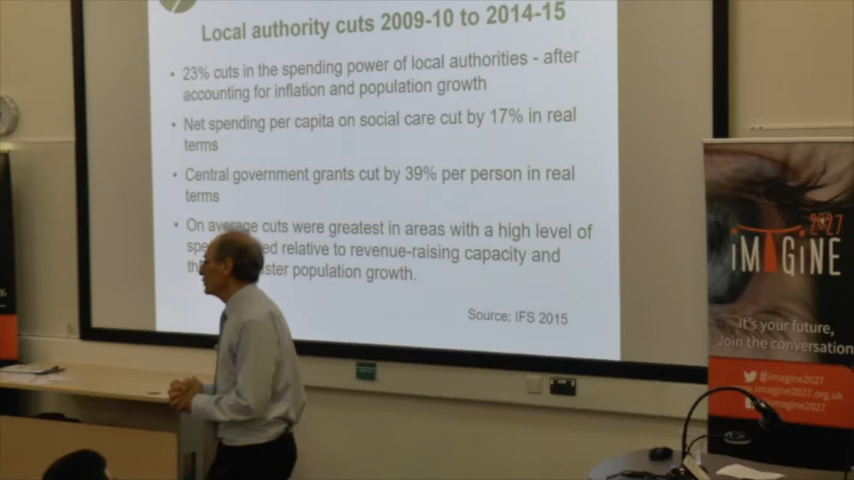 Local authority cuts 2009-10 to 2014-15
• 23% cuts in the spending power of local authorities - after
accounting for inflation and population growth
• Net spending per capita on social care cut by 17% in real
terms
• Central government grants cut by 39% per person in real
terms
• On average cuts were greatest in areas with a high level of
relative to revenue-raising capacity and
population growth.
Source: IFS 2015
2027
iMAGiNE
It's your future,
Join the conversation
#imagine2027
imagine2027.org.uk
imagine2027